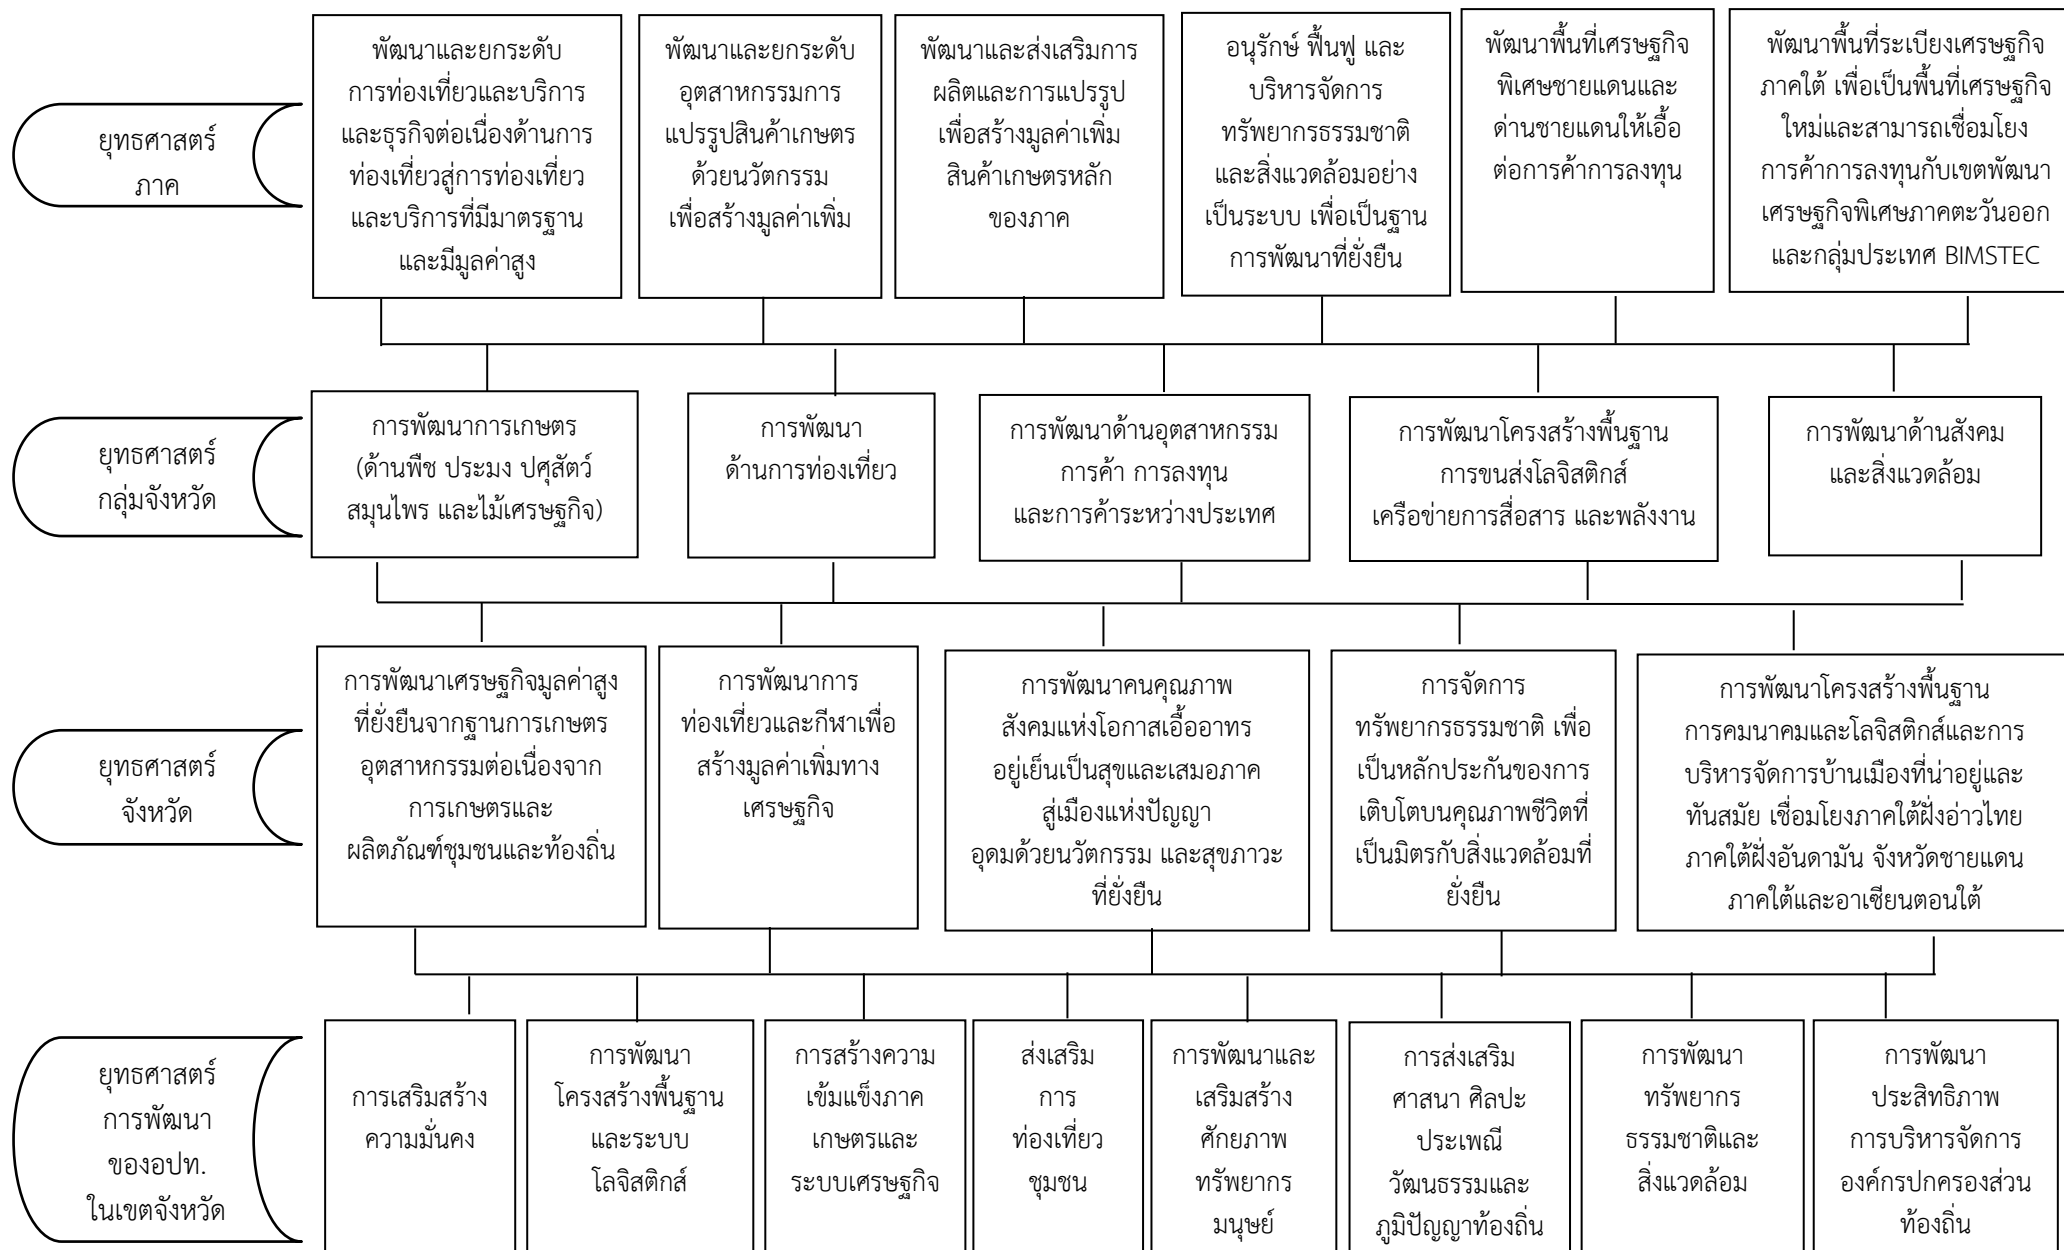 ยุทธศาสตร์
ภาค
พัฒนาและยกระดับ
การท่องเที่ยวและบริการ
และธุรกิจต่อเนื่องด้านการ
ท่องเที่ยวสู่การท่องเที่ยว
และบริการที่มีมาตรฐาน
และมีมูลค่าสูง
พัฒนาและยกระดับ
อุตสาหกรรมการ
แปรรูปสินค้าเกษตร
ด้วยนวัตกรรม
เพื่อสร้างมูลค่าเพิ่ม
พัฒนาและส่งเสริมการ
ผลิตและการแปรรูป
เพื่อสร้างมูลค่าเพิ่ม
สินค้าเกษตรหลัก
ของภาค
อนุรักษ์ ฟื้นฟู และ
บริหารจัดการ
ทรัพยากรธรรมชาติ
และสิ่งแวดล้อมอย่าง
เป็นระบบ เพื่อเป็นฐาน
การพัฒนาที่ยั่งยืน
พัฒนาพื้นที่เศรษฐกิจ
พิเศษชายแดนและ
ด่านชายแดนให้เอื้อ
ต่อการค้าการลงทุน
พัฒนาพื้นที่ระเบียงเศรษฐกิจ
ภาคใต้ เพื่อเป็นพื้นที่เศรษฐกิจ
ใหม่และสามารถเชื่อมโยง
การค้าการลงทุนกับเขตพัฒนา
เศรษฐกิจพิเศษภาคตะวันออก
และกลุ่มประเทศ BIMSTEC
ยุทธศาสตร์
กลุ่มจังหวัด
การพัฒนาการเกษตร
(ด้านพืช ประมง ปศุสัตว์
สมุนไพร และไม้เศรษฐกิจ)
การพัฒนา
ด้านการท่องเที่ยว
การพัฒนาด้านอุตสาหกรรม
การค้า การลงทุน
และการค้าระหว่างประเทศ
การพัฒนาโครงสร้างพื้นฐาน
การขนส่งโลจิสติกส์
เครือข่ายการสื่อสาร และพลังงาน
การพัฒนาด้านสังคม
และสิ่งแวดล้อม
ยุทธศาสตร์
จังหวัด
การพัฒนาเศรษฐกิจมูลค่าสูง
ที่ยั่งยืนจากฐานการเกษตร
อุตสาหกรรมต่อเนื่องจาก
การเกษตรและ
ผลิตภัณฑ์ชุมชนและท้องถิ่น
การพัฒนาการ
ท่องเที่ยวและกีฬาเพื่อ
สร้างมูลค่าเพิ่มทาง
เศรษฐกิจ
การพัฒนาคนคุณภาพ
สังคมแห่งโอกาสเอื้ออาทร
อยู่เย็นเป็นสุขและเสมอภาค
สู่เมืองแห่งปัญญา
อุดมด้วยนวัตกรรม และสุขภาวะ
ที่ยั่งยืน
การจัดการ
ทรัพยากรธรรมชาติ เพื่อ
เป็นหลักประกันของการ
เติบโตบนคุณภาพชีวิตที่
เป็นมิตรกับสิ่งแวดล้อมที่
ยั่งยืน
การพัฒนาโครงสร้างพื้นฐาน
การคมนาคมและโลจิสติกส์และการ
บริหารจัดการบ้านเมืองที่น่าอยู่และ
ทันสมัย เชื่อมโยงภาคใต้ฝั่งอ่าวไทย
ภาคใต้ฝั่งอันดามัน จังหวัดชายแดน
ภาคใต้และอาเซียนตอนใต้
ยุทธศาสตร์
การพัฒนา
ของอปท.
ในเขตจังหวัด
การเสริมสร้าง
ความมั่นคง
การพัฒนา
โครงสร้างพื้นฐาน
และระบบ
โลจิสติกส์
การสร้างความ
เข้มแข็งภาค
เกษตรและ
ระบบเศรษฐกิจ
ส่งเสริม
การ
ท่องเที่ยว
ชุมชน
การพัฒนาและ
เสริมสร้าง
ศักยภาพ
ทรัพยากร
มนุษย์
การส่งเสริม
ศาสนา ศิลปะ
ประเพณี
วัฒนธรรมและ
ภูมิปัญญาท้องถิ่น
การพัฒนา
ทรัพยากร
ธรรมชาติและ
สิ่งแวดล้อม
การพัฒนา
ประสิทธิภาพ
การบริหารจัดการ
องค์กรปกครองส่วน
ท้องถิ่น